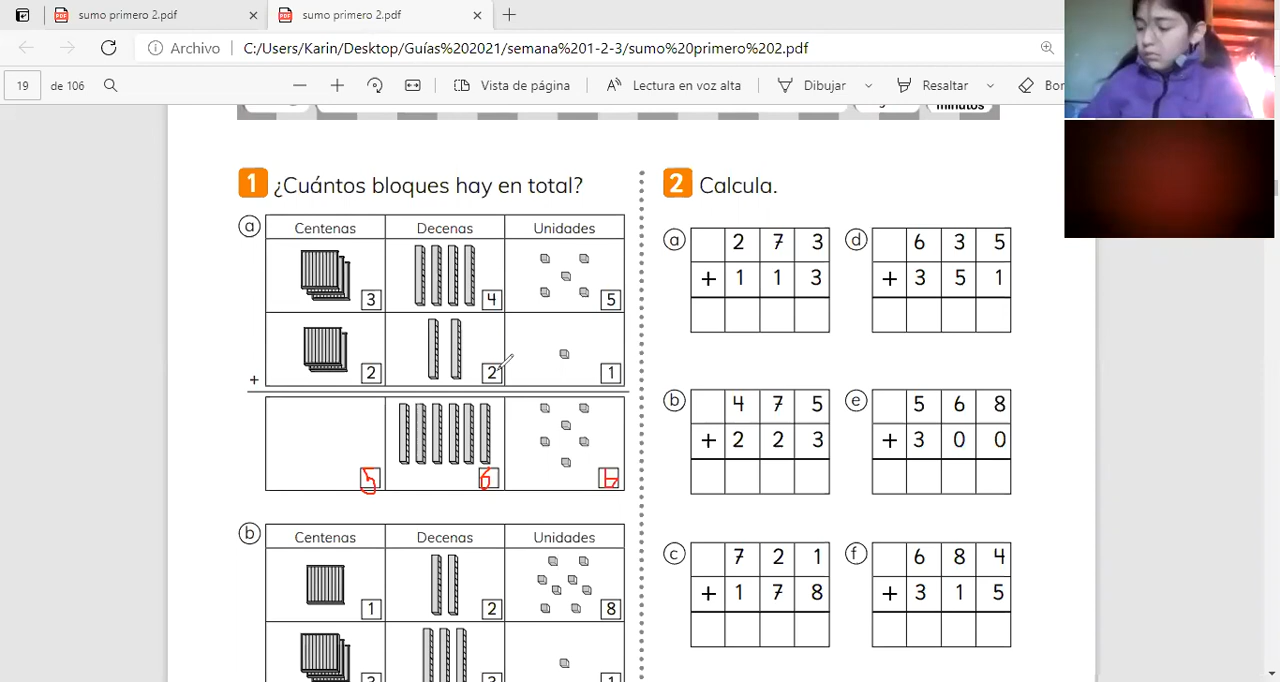 sumo primero 2.pdf
sumo primero 2.pdf
Archivo
C:/Users/Karin/Desktop/Guías%202021/semana%201-2-3/sumo%20primero%202.pdf
19 de 106
Vista de página
Lectura en voz alta
Dibujar
Resaltar
Bor
minutos
1 ¿Cuántos bloques hay en total?
a
Centenas Decenas Unidades
3 4 5
+ 2 2 1
5 6 6
b
Centenas Decenas Unidades
1 2 8
2 Calcula.
a
2 7 3
+ 1 1 3
d
6 3 5
+ 3 5 1
b
4 7 5
+ 2 2 3
e
5 6 8
+ 3 0 0
c
7 2 1
+ 1 7 8
f
6 8 4
+ 3 1 5